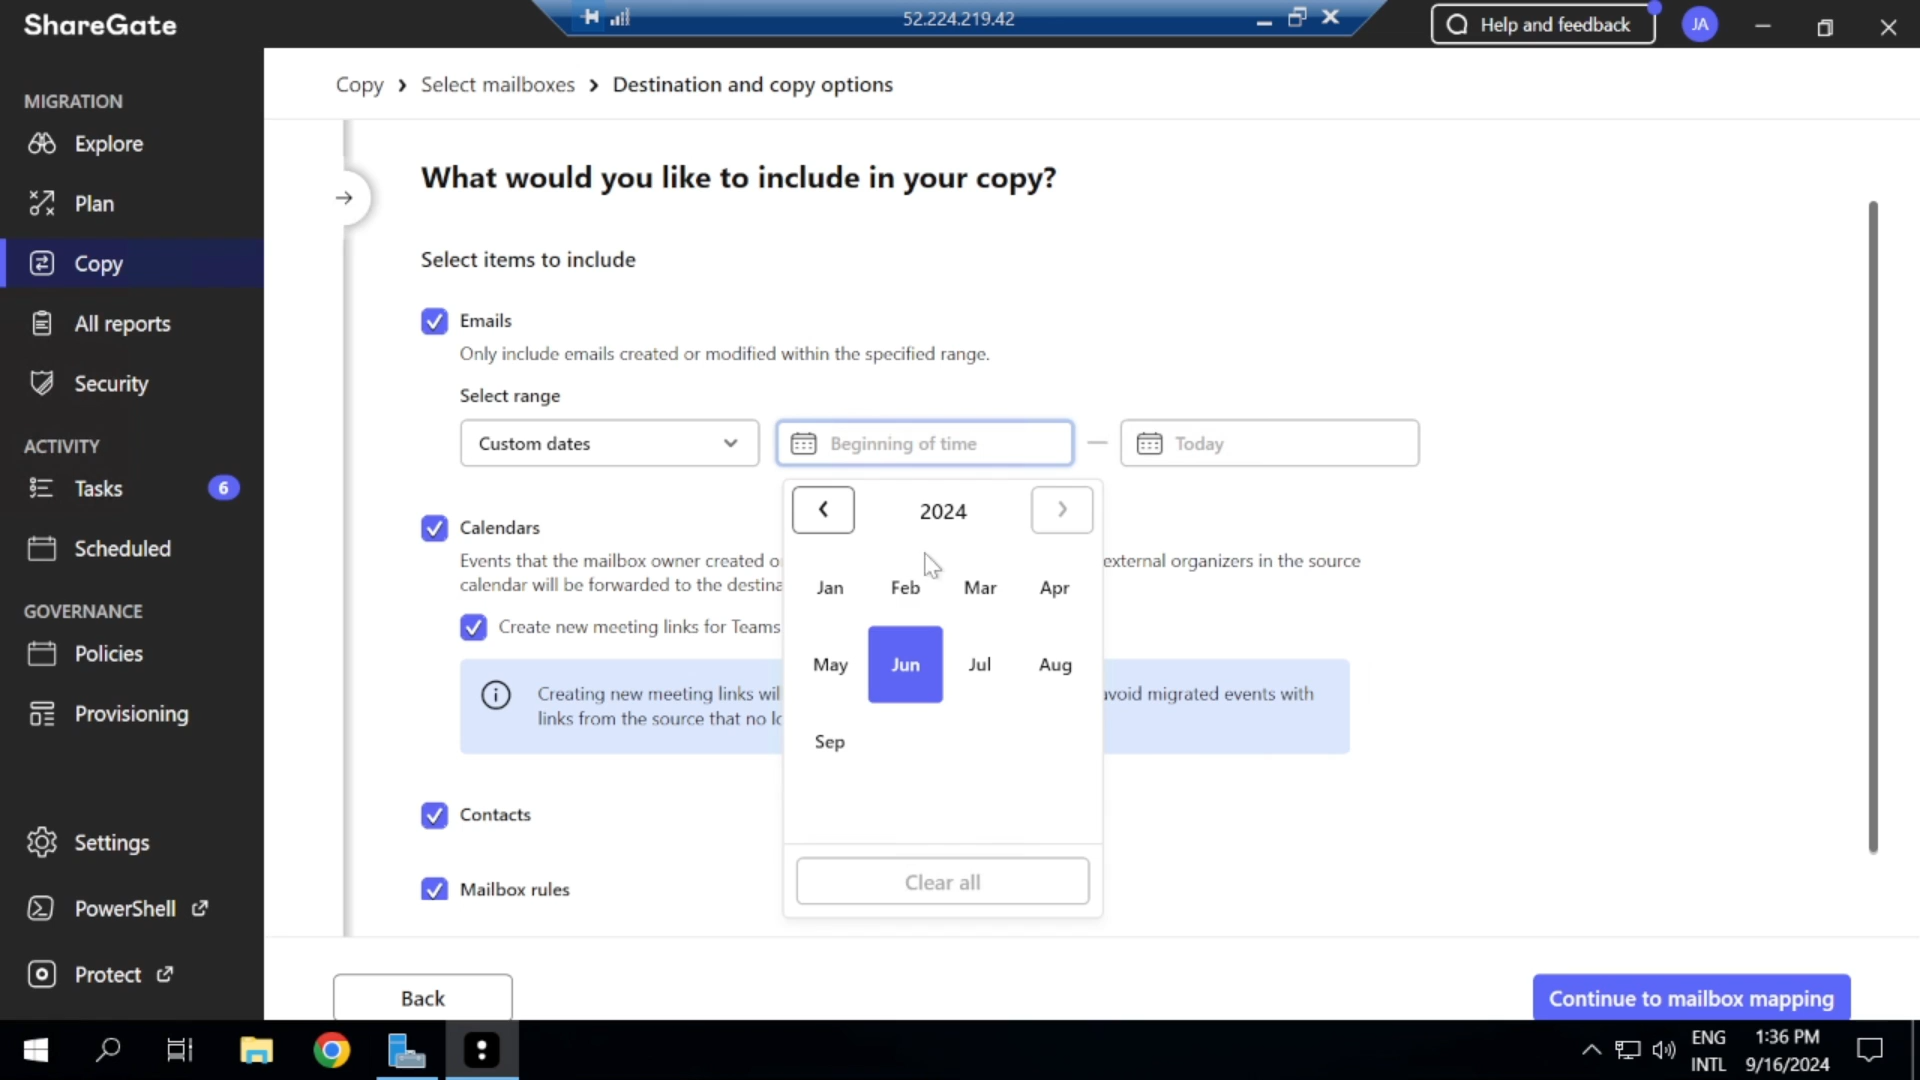 ShareGate
52.224.219.42
Help and feedback
JA
MIGRATION
Explore
Plan
Copy
All reports
Security
ACTIVITY
Tasks
6
Scheduled
GOVERNANCE
Policies
Provisioning
Settings
PowerShell
Protect
Copy > Select mailboxes > Destination and copy options
What would you like to include in your copy?
Select items to include
Emails
Only include emails created or modified within the specified range.
Select range
Custom dates
Beginning of time
Today
2024
Jan Feb Mar Apr
May Jun Jul Aug
Sep
Clear all
Calendars
Events that the mailbox owner created external organizers in the source
calendar will be forwarded to the
Create new meeting links for Teams
Creating new meeting links avoid migrated events with
links from the source that no
Contacts
Mailbox rules
Back
Continue to mailbox mapping
ENG
INTL
1:36 PM
9/16/2024